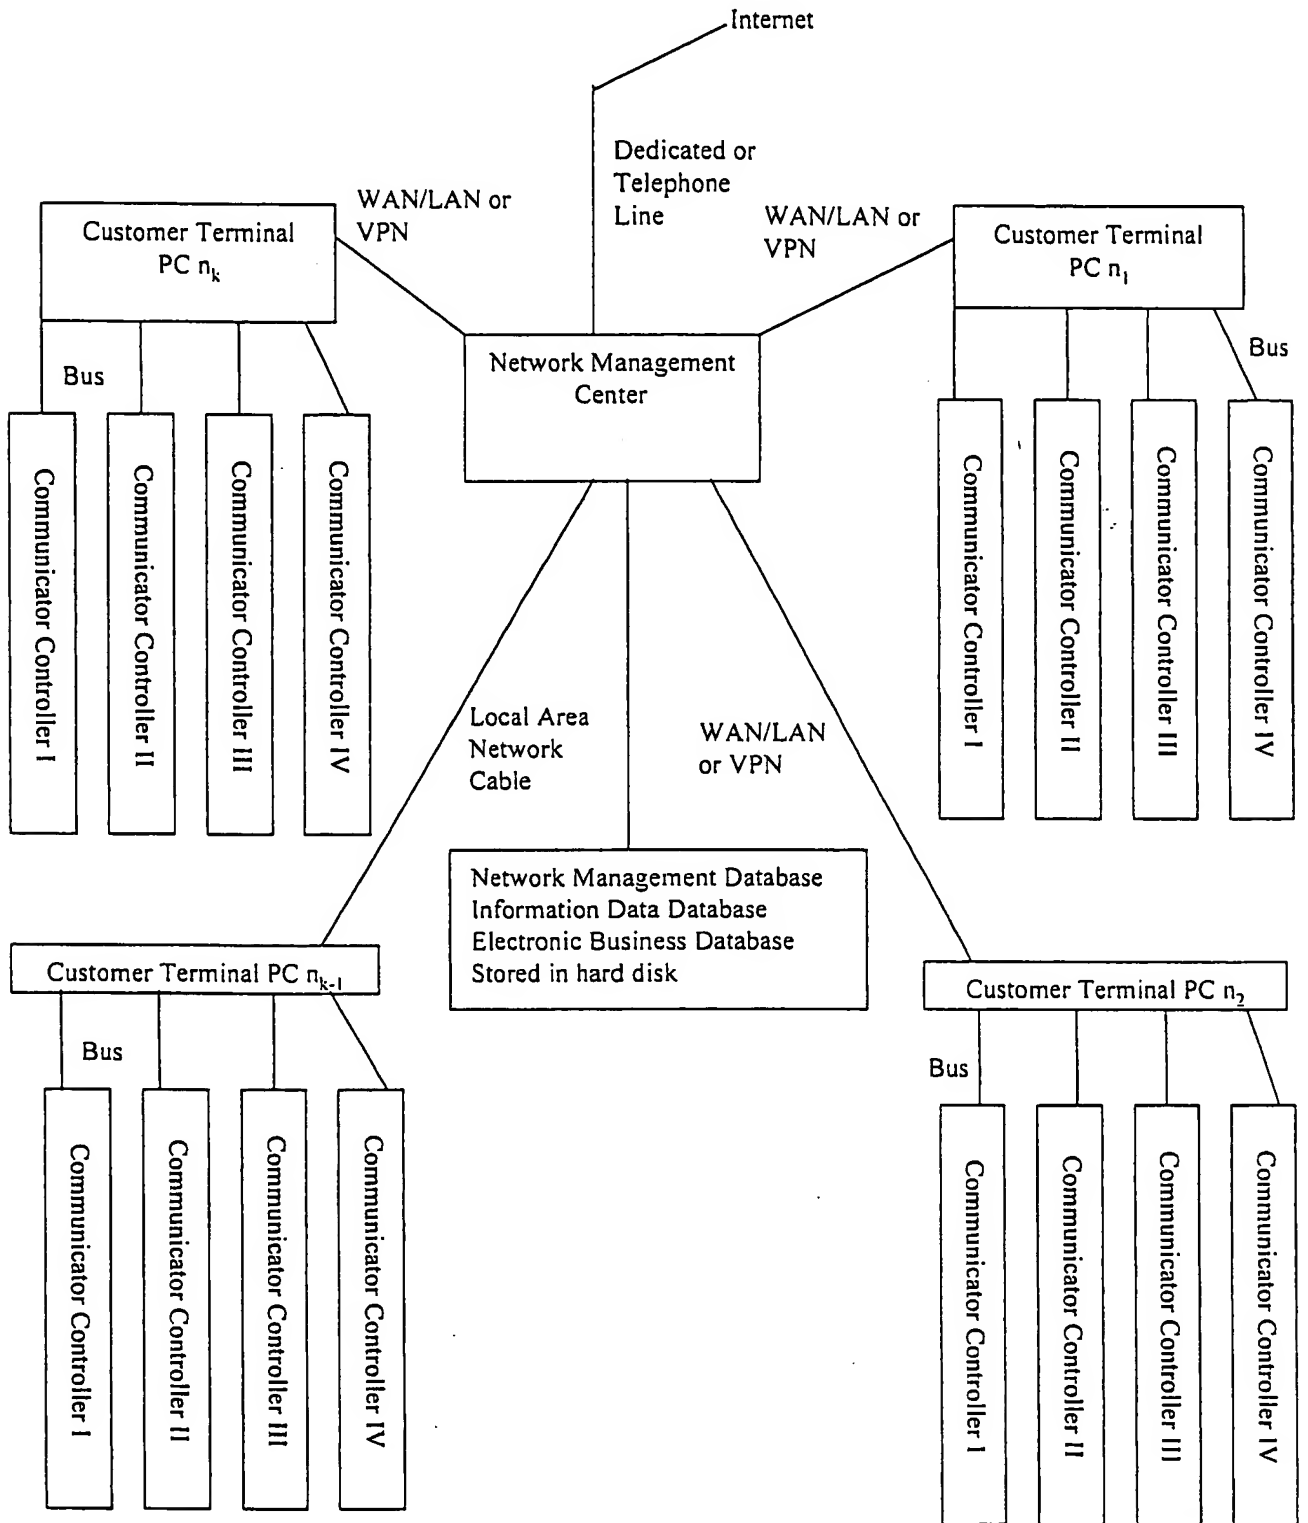 Internet
Dedicated or
Telephone
Line
WAN/LAN or
VPN
WAN/LAN or
VPN
Customer Terminal
PC nk
Customer Terminal
PC n1
Network Management
Center
Bus
Bus
Communicator Controller I
Communicator Controller II
Communicator Controller III
Communicator Controller IV
Communicator Controller I
Communicator Controller II
Communicator Controller III
Communicator Controller IV
Local Area
Network
Cable
WAN/LAN
or VPN
Network Management Database
Information Data Database
Electronic Business Database
Stored in hard disk
Customer Terminal PC nk-1
Customer Terminal PC n2
Bus
Bus
Communicator Controller I
Communicator Controller II
Communicator Controller III
Communicator Controller IV
Communicator Controller I
Communicator Controller II
Communicator Controller III
Communicator Controller IV